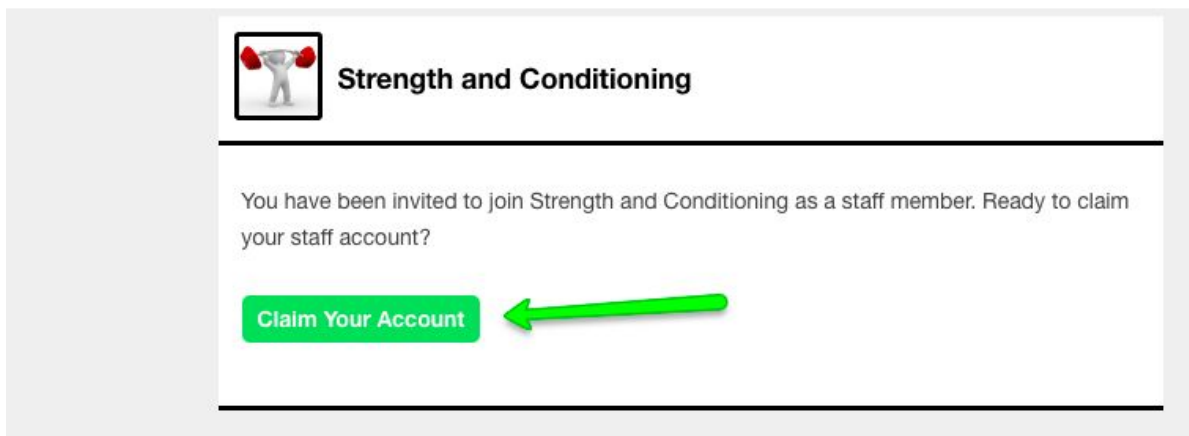 Strength and Conditioning
You have been invited to join Strength and Conditioning as a staff member. Ready to claim
your staff account?
Claim Your Account